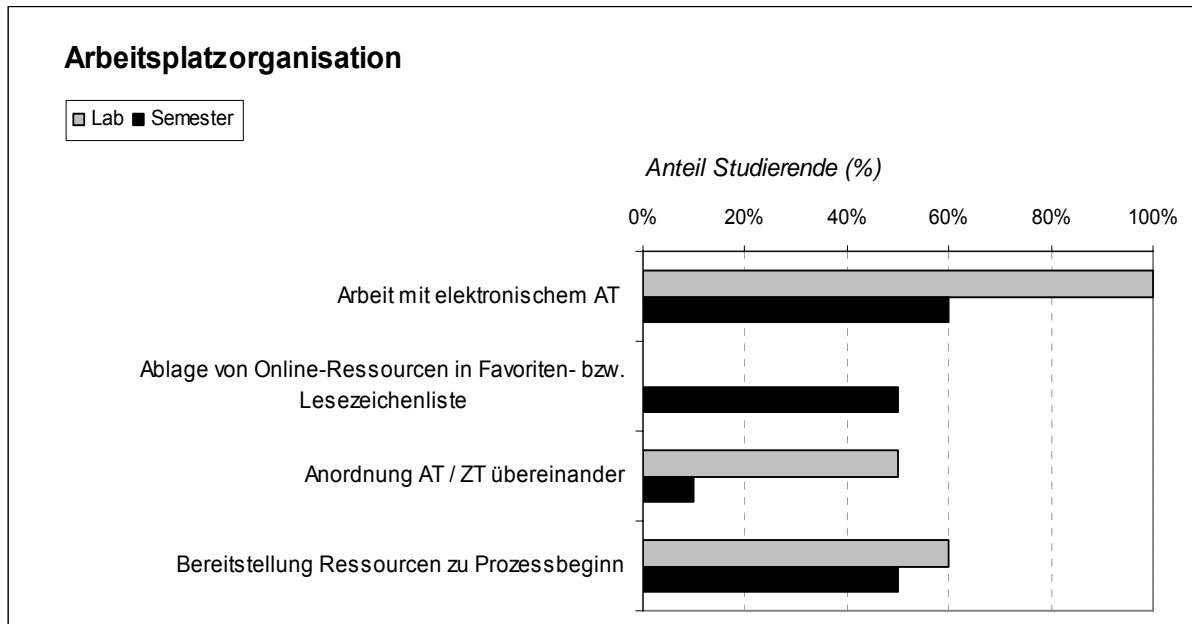 Arbeitsplatzorganisation
Lab Semester
Anteil Studierende (%)
0% 20% 40% 60% 80% 100%
Arbeit mit elektronischem AT
Ablage von Online-Ressourcen in Favoriten- bzw.
Lesezeichenliste
Anordnung AT / ZT übereinander
Bereitstellung Ressourcen zu Prozessbeginn